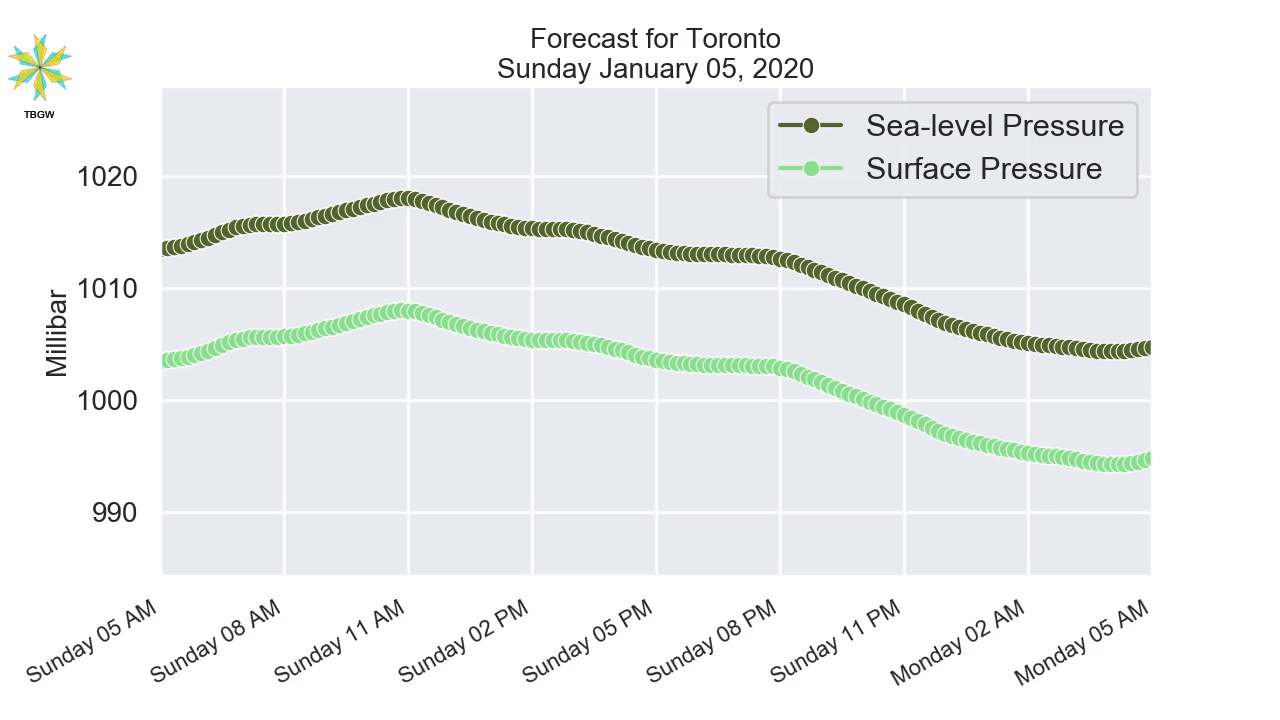 Forecast for Toronto
Sunday January 05, 2020
TBGW
Sea-level Pressure
Surface Pressure
Millibar
1020
1010
1000
990
Sunday 05 AM
Sunday 08 AM
Sunday 11 AM
Sunday 02 PM
Sunday 05 PM
Sunday 08 PM
Sunday 11 PM
Monday 02 AM
Monday 05 AM